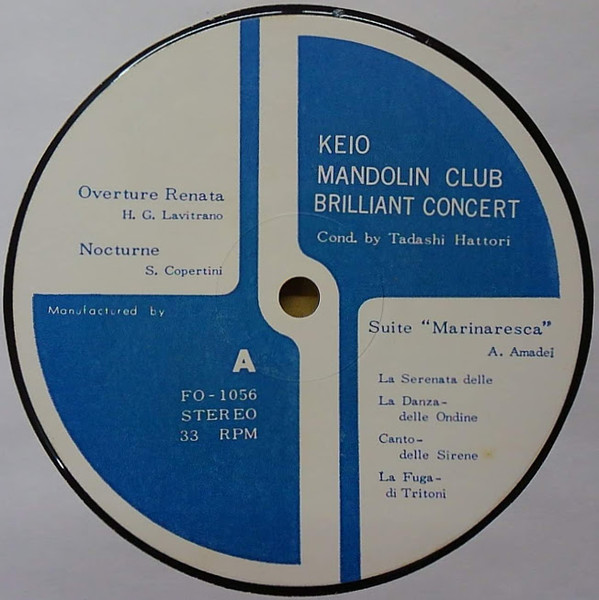 KEIO
MANDOLIN CLUB
BRILLIANT CONCERT
Cond. by Tadashi Hattori
Overture Renata
H. G. Lavitrano
Nocturne
S. Copertini
Manufactured by
A
FO-1056
STEREO
33 RPM
Suite "Marinaresca"
A. Amadei
La Serenata delle
La Danza-
delle Ondine
Canto-
delle Sirene
La Fuga-
di Tritoni